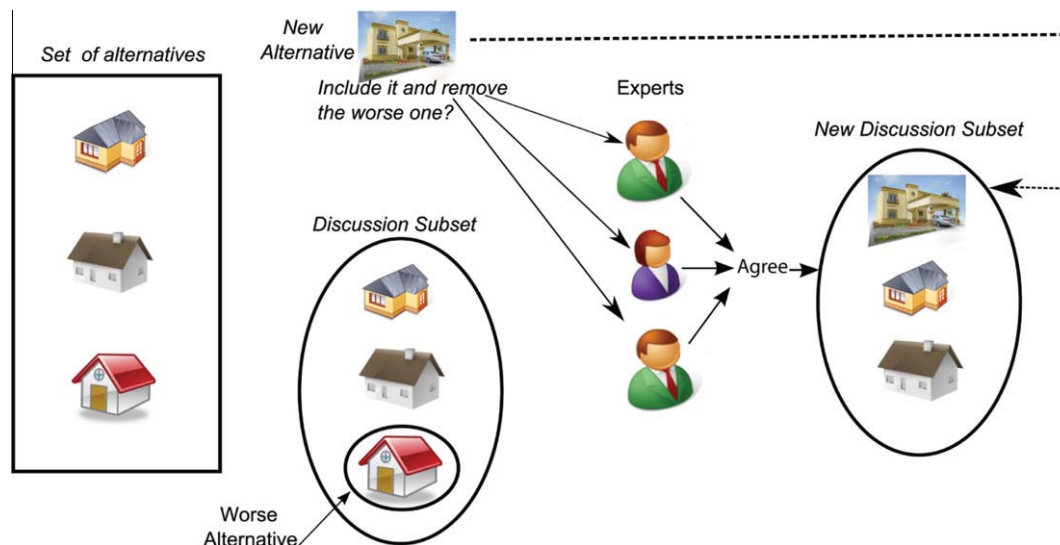 Set of alternatives
New
Alternative
Include it and remove
the worse one?
Experts
New Discussion Subset
Discussion Subset
Agree
Worse
Alternative